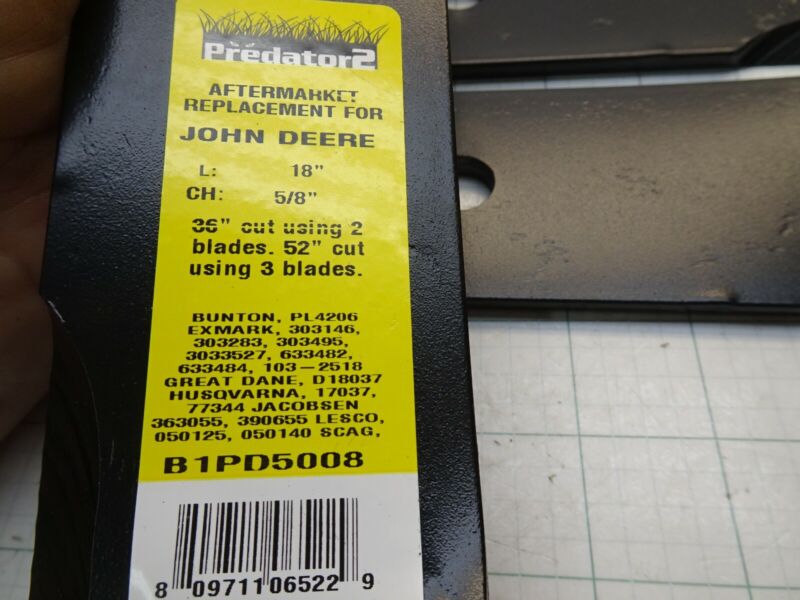 Predator2
AFTERMARKET
REPLACEMENT FOR
JOHN DEERE
L: 18"
CH: 5/8"
36" cut using 2
blades. 52" cut
using 3 blades.
BUNTON, PL4206
EXMARK, 303146,
303283, 303495,
3033527, 633482,
633484, 103-2518
GREAT DANE, D18037
HUSQVARNA, 17037,
77344 JACOBSEN
363055, 390655 LESCO,
050125, 050140 SCAG,
B1PD5008
8 09711 06522 9